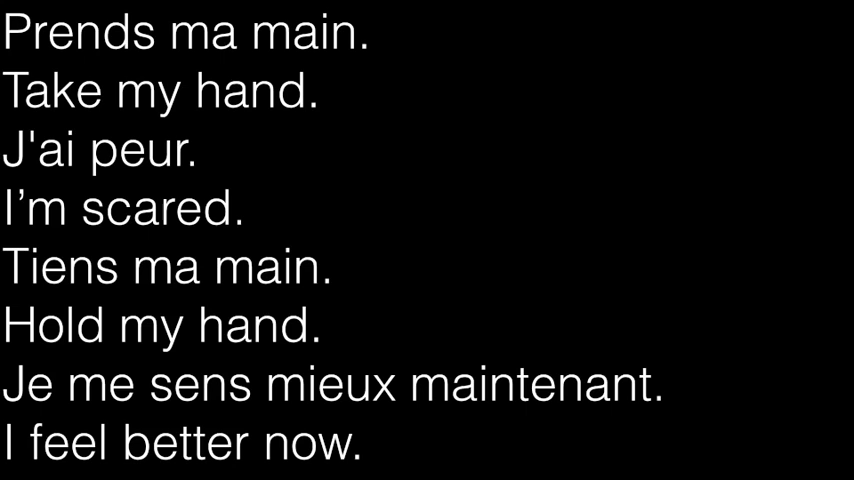 Prends ma main.
Take my hand.
J'ai peur.
I’m scared.
Tiens ma main.
Hold my hand.
Je me sens mieux maintenant.
I feel better now.